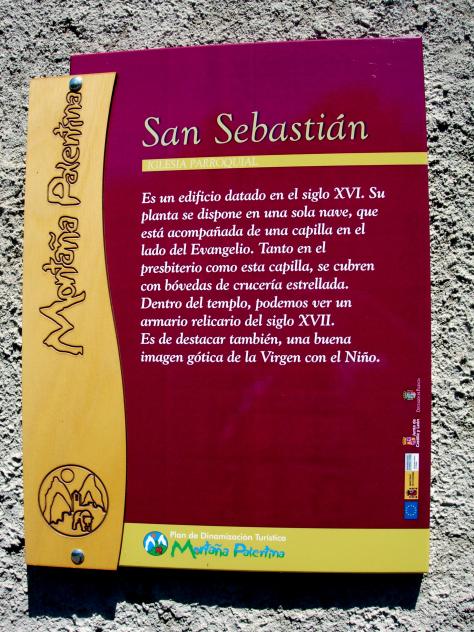 Montaña Palentina
San Sebastián
IGLESIA PARROQUIAL
Es un edificio datado en el siglo XVI. Su
planta se dispone en una sola nave, que
está acompañada de una capilla en el
lado del Evangelio. Tanto en el
presbiterio como esta capilla, se cubren
con bóvedas de crucería estrellada.
Dentro del templo, podemos ver un
armario relicario del siglo XVII.
Es de destacar también, una buena
imagen gótica de la Virgen con el Niño.
Junta de
Castilla y León
Plan de Dinamización Turística
Montaña Palentina